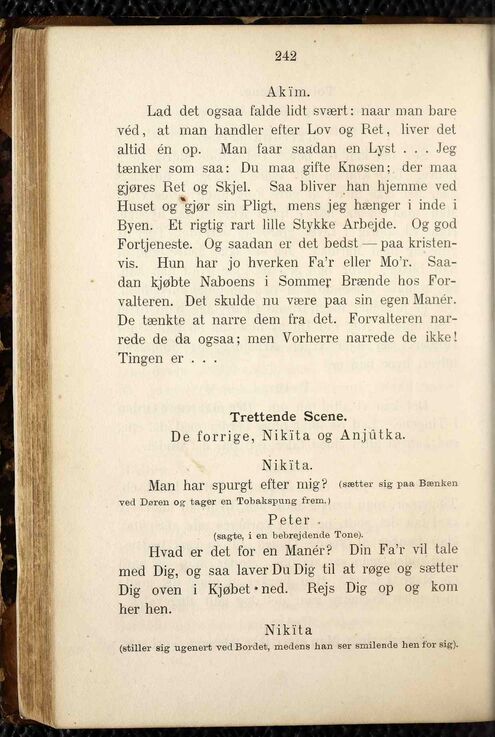 242
Akïm.
Lad det ogsaa falde lidt svært: naar man bare
véd, at man handler efter Lov og Ret, liver det
altid én op. Man faar saadan en Lyst . . . Jeg
tænker som saa: Du maa gifte Knøsen; der maa
gjøres Ret og Skjel. Saa bliver han hjemme ved
Huset og gjør sin Pligt, mens jeg hænger i inde i
Byen. Et rigtig rart lille Stykke Arbejde. Og god
Fortjeneste. Og saadan er det bedst — paa kristen-
vis. Hun har jo hverken Fa'r eller Mo'r. Saa-
dan kjøbte Naboens i Sommer Brænde hos For-
valteren. Det skulde nu være paa sin egen Manér.
De tænkte at narre dem fra det. Forvalteren nar-
rede de da ogsaa; men Vorherre narrede de ikke!
Tingen er . . .
Trettende Scene.
De forrige, Nikïta og Anjûtka.
Nikïta.
Man har spurgt efter mig? (sætter sig paa Bænken
ved Døren og tager en Tobakspung frem.)
Peter.
(sagte, i en bebrejdende Tone).
Hvad er det for en Manér? Din Fa'r vil tale
med Dig, og saa laver Du Dig til at røge og sætter
Dig oven i Kjøbet ned. Rejs Dig op og kom
her hen.
Nikïta
(stiller sig ugenert ved Bordet, medens han ser smilende hen for sig).